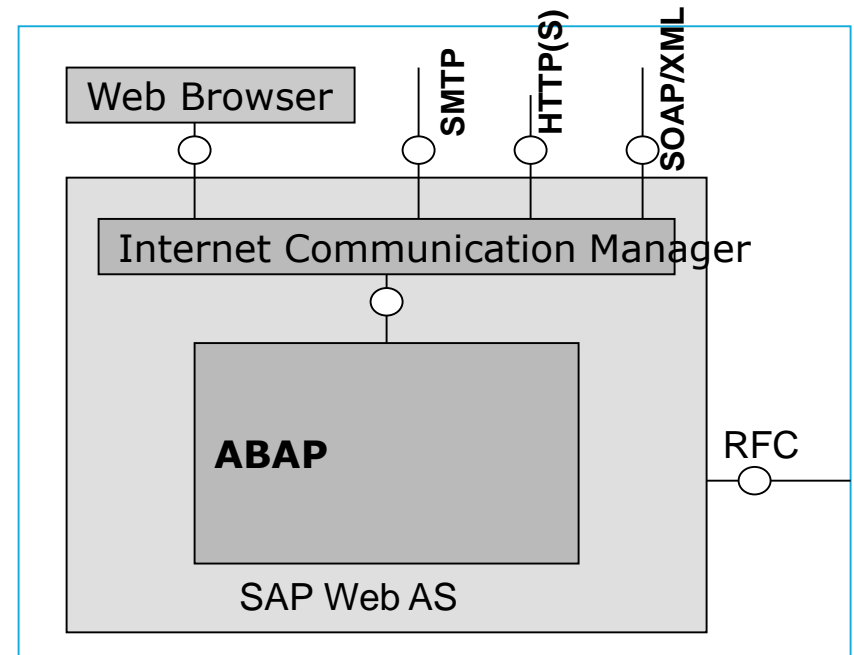 Web Browser
SMTP
HTTP(S)
SOAP/XML
Internet Communication Manager
ABAP
RFC
SAP Web AS